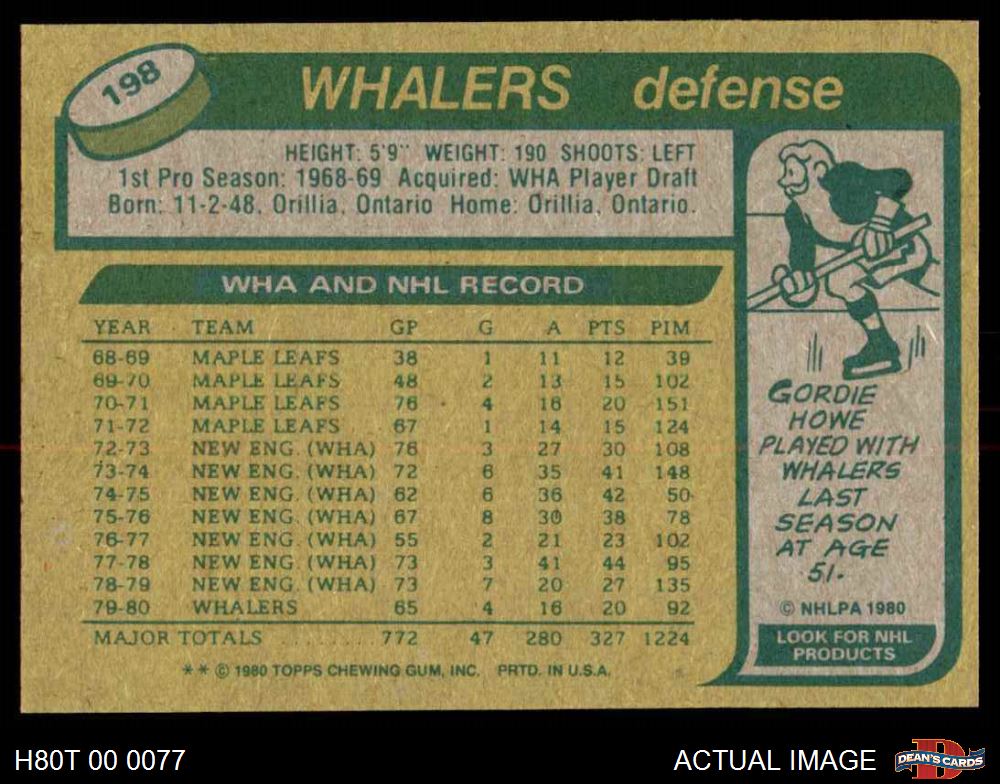 198
WHALERS defense
HEIGHT: 5'9" WEIGHT: 190 SHOOTS: LEFT
1st Pro Season: 1968-69 Acquired: WHA Player Draft
Born: 11-2-48, Orillia, Ontario Home: Orillia, Ontario.
WHA AND NHL RECORD
YEAR TEAM GP G A PTS PIM
68-69 MAPLE LEAFS 38 1 11 12 39
69-70 MAPLE LEAFS 48 2 13 15 102
70-71 MAPLE LEAFS 76 4 16 20 151
71-72 MAPLE LEAFS 67 1 14 15 124
72-73 NEW ENG. (WHA) 76 3 27 30 108
73-74 NEW ENG. (WHA) 72 6 35 41 148
74-75 NEW ENG. (WHA) 62 6 36 42 50
75-76 NEW ENG. (WHA) 67 8 30 38 78
76-77 NEW ENG. (WHA) 55 2 21 23 102
77-78 NEW ENG. (WHA) 73 3 41 44 95
78-79 NEW ENG. (WHA) 73 7 20 27 135
79-80 WHALERS 65 4 16 20 92
MAJOR TOTALS ........ 772 47 280 327 1224
** © 1980 TOPPS CHEWING GUM, INC. PRTD. IN U.S.A.
GORDIE
HOWE
PLAYED WITH
WHALERS
LAST
SEASON
AT AGE
51.
© NHLPA 1980
LOOK FOR NHL
PRODUCTS
H80T 00 0077
ACTUAL IMAGE
D
DEAN'S CARDS